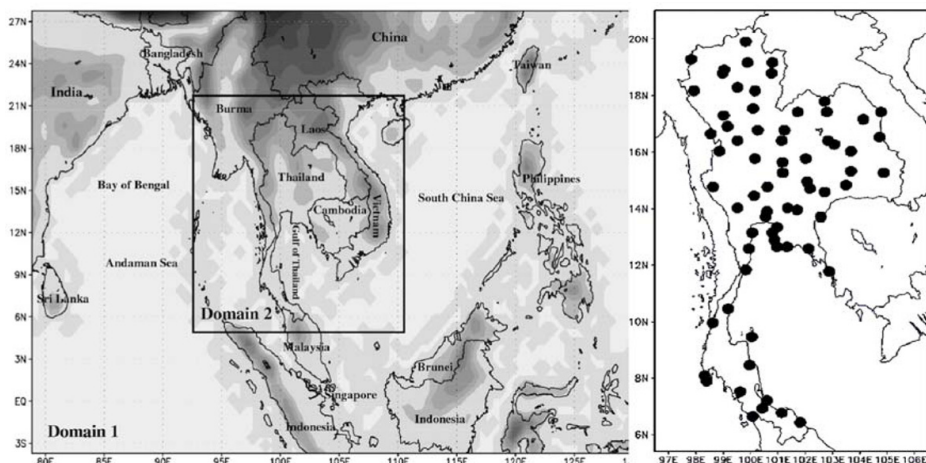 27N
24N
21N
18N
15N
12N
9N
6N
3N
EQ
3S
80E
85E
90E
95E
100E
105E
110E
115E
120E
125E
China
Bangladesh
Taiwan
India
Burma
Laos
Bay of Bengal
Thailand
Philippines
South China Sea
Cambodia
Vietnam
Gulf of Thailand
Andaman Sea
Sri Lanka
Domain 2
Malaysia
Brunei
Singapore
Indonesia
Indonesia
Domain 1
20N
18N
16N
14N
12N
10N
8N
6N
97E
98E
99E
100E
101E
102E
103E
104E
105E
106E